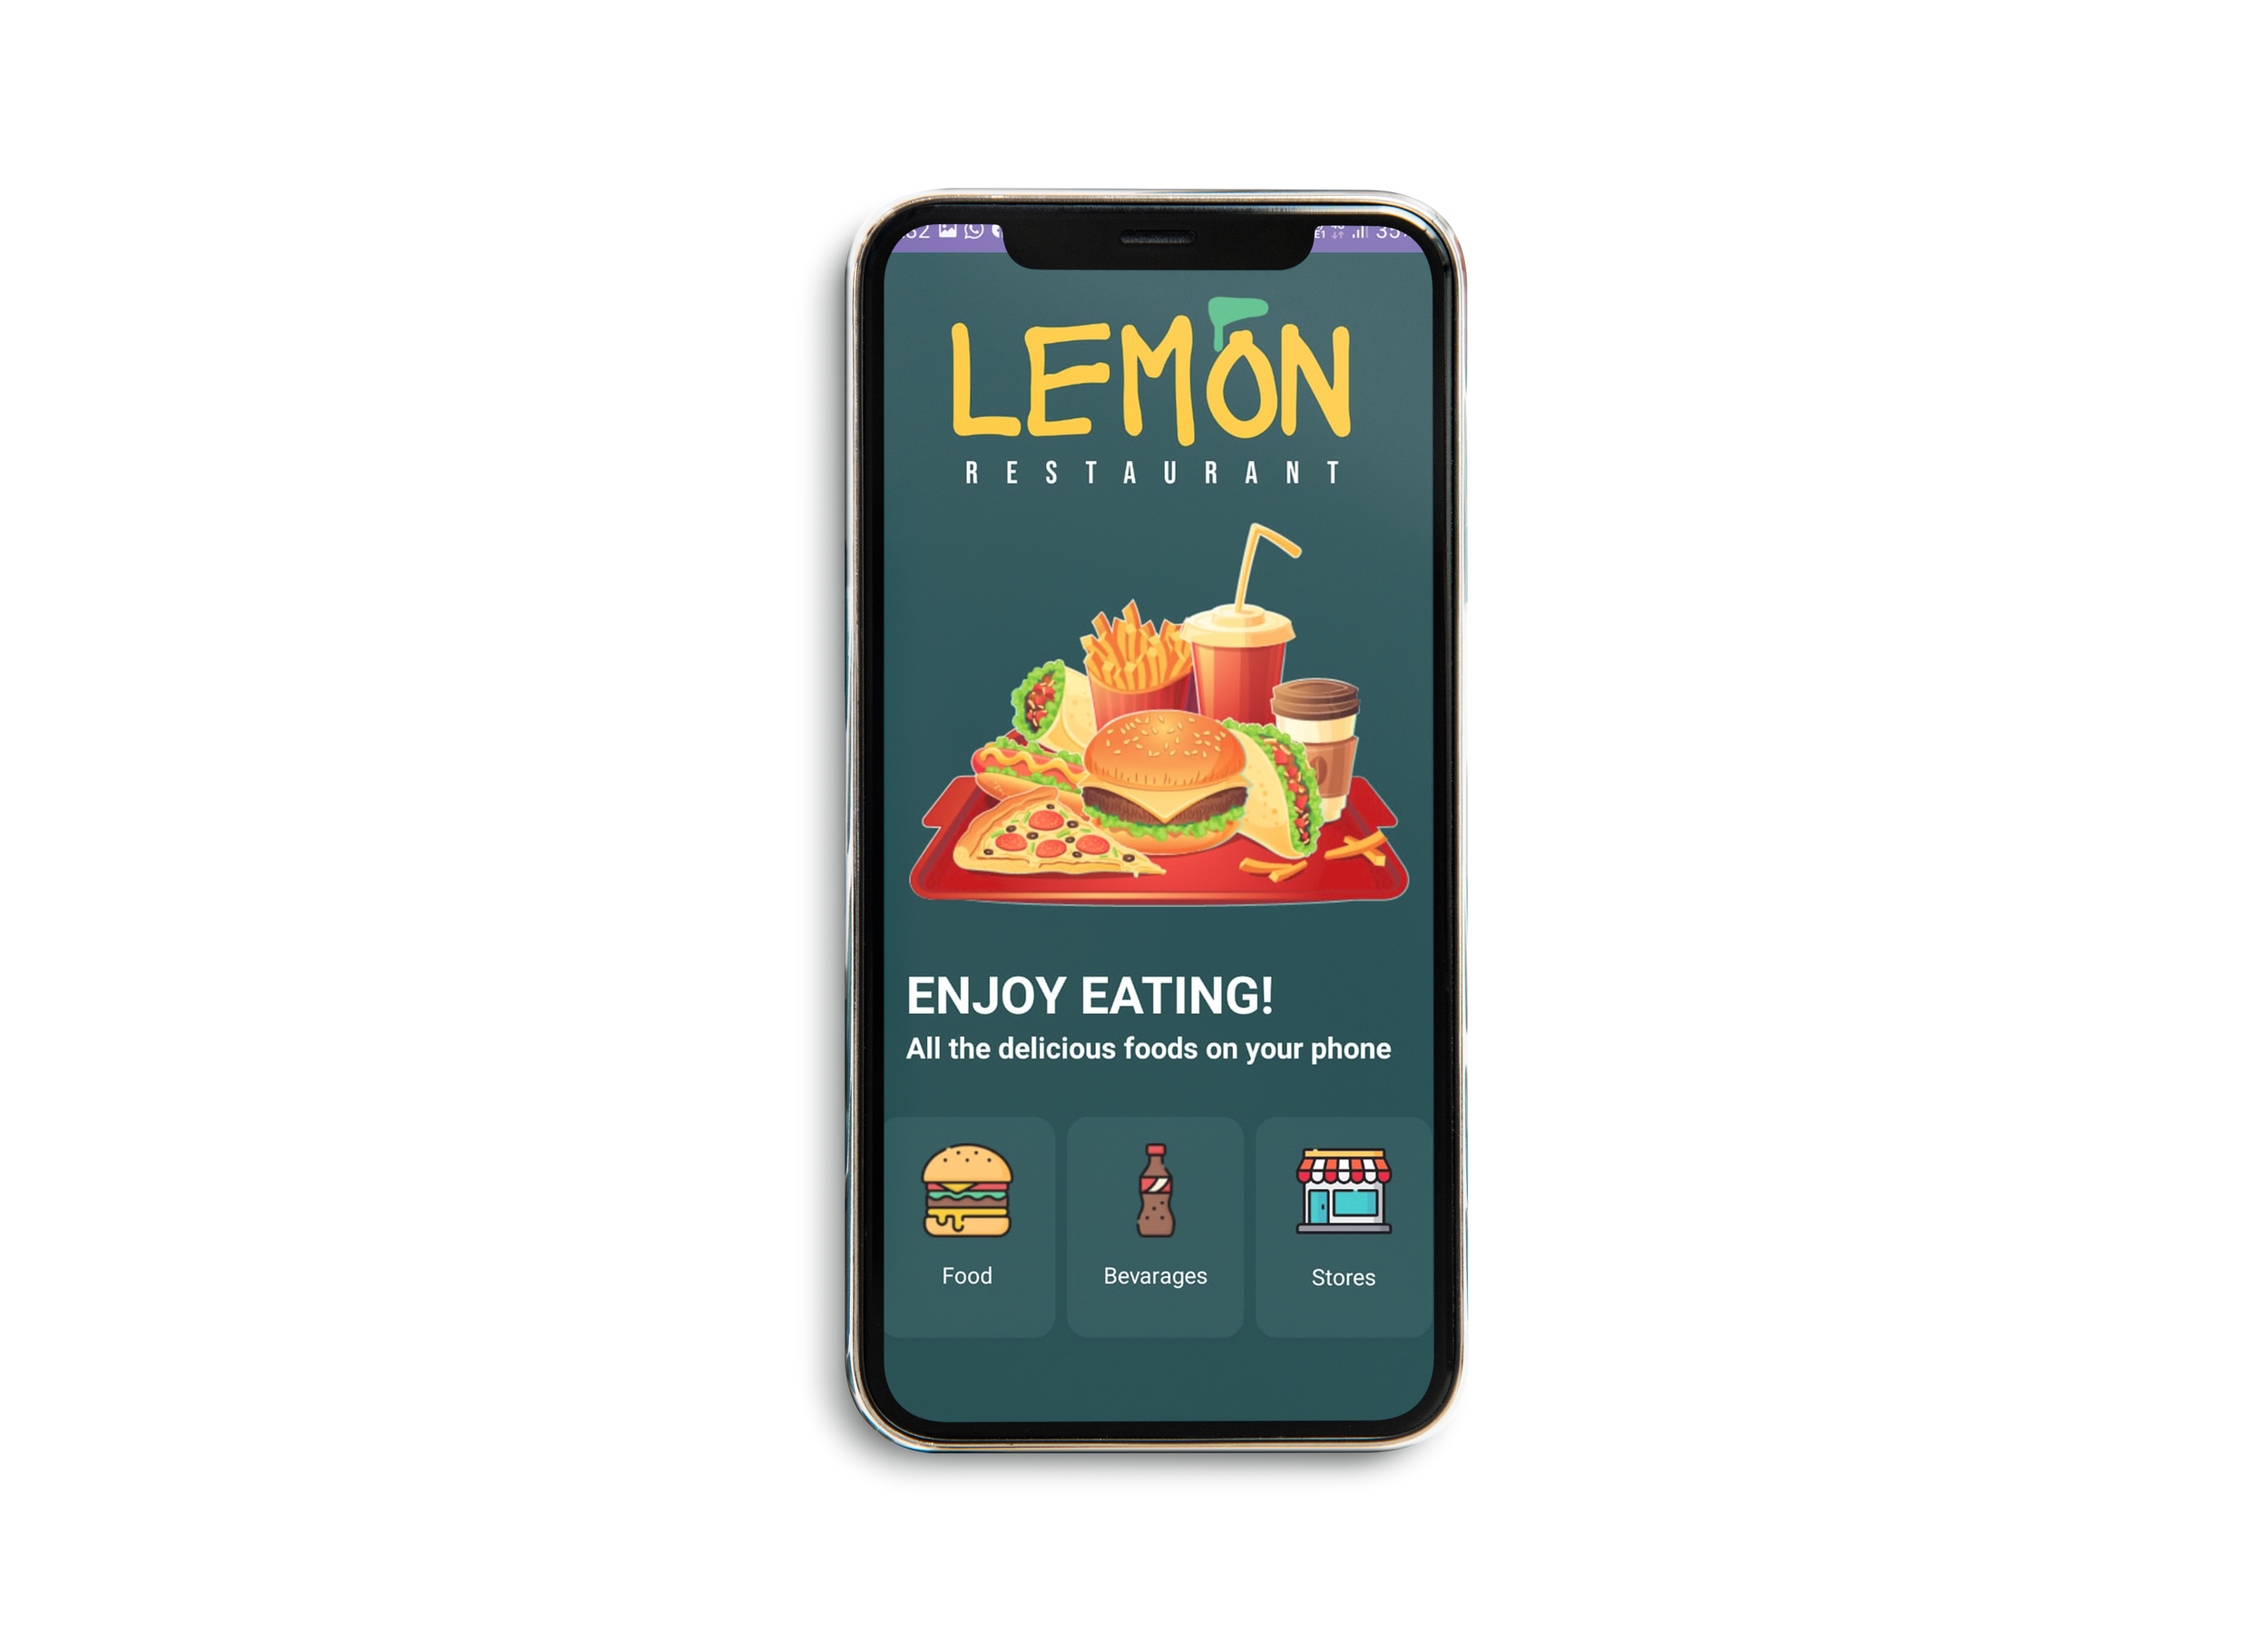 LEMON
RESTAURANT
ENJOY EATING!
All the delicious foods on your phone
Food
Bevarages
Stores